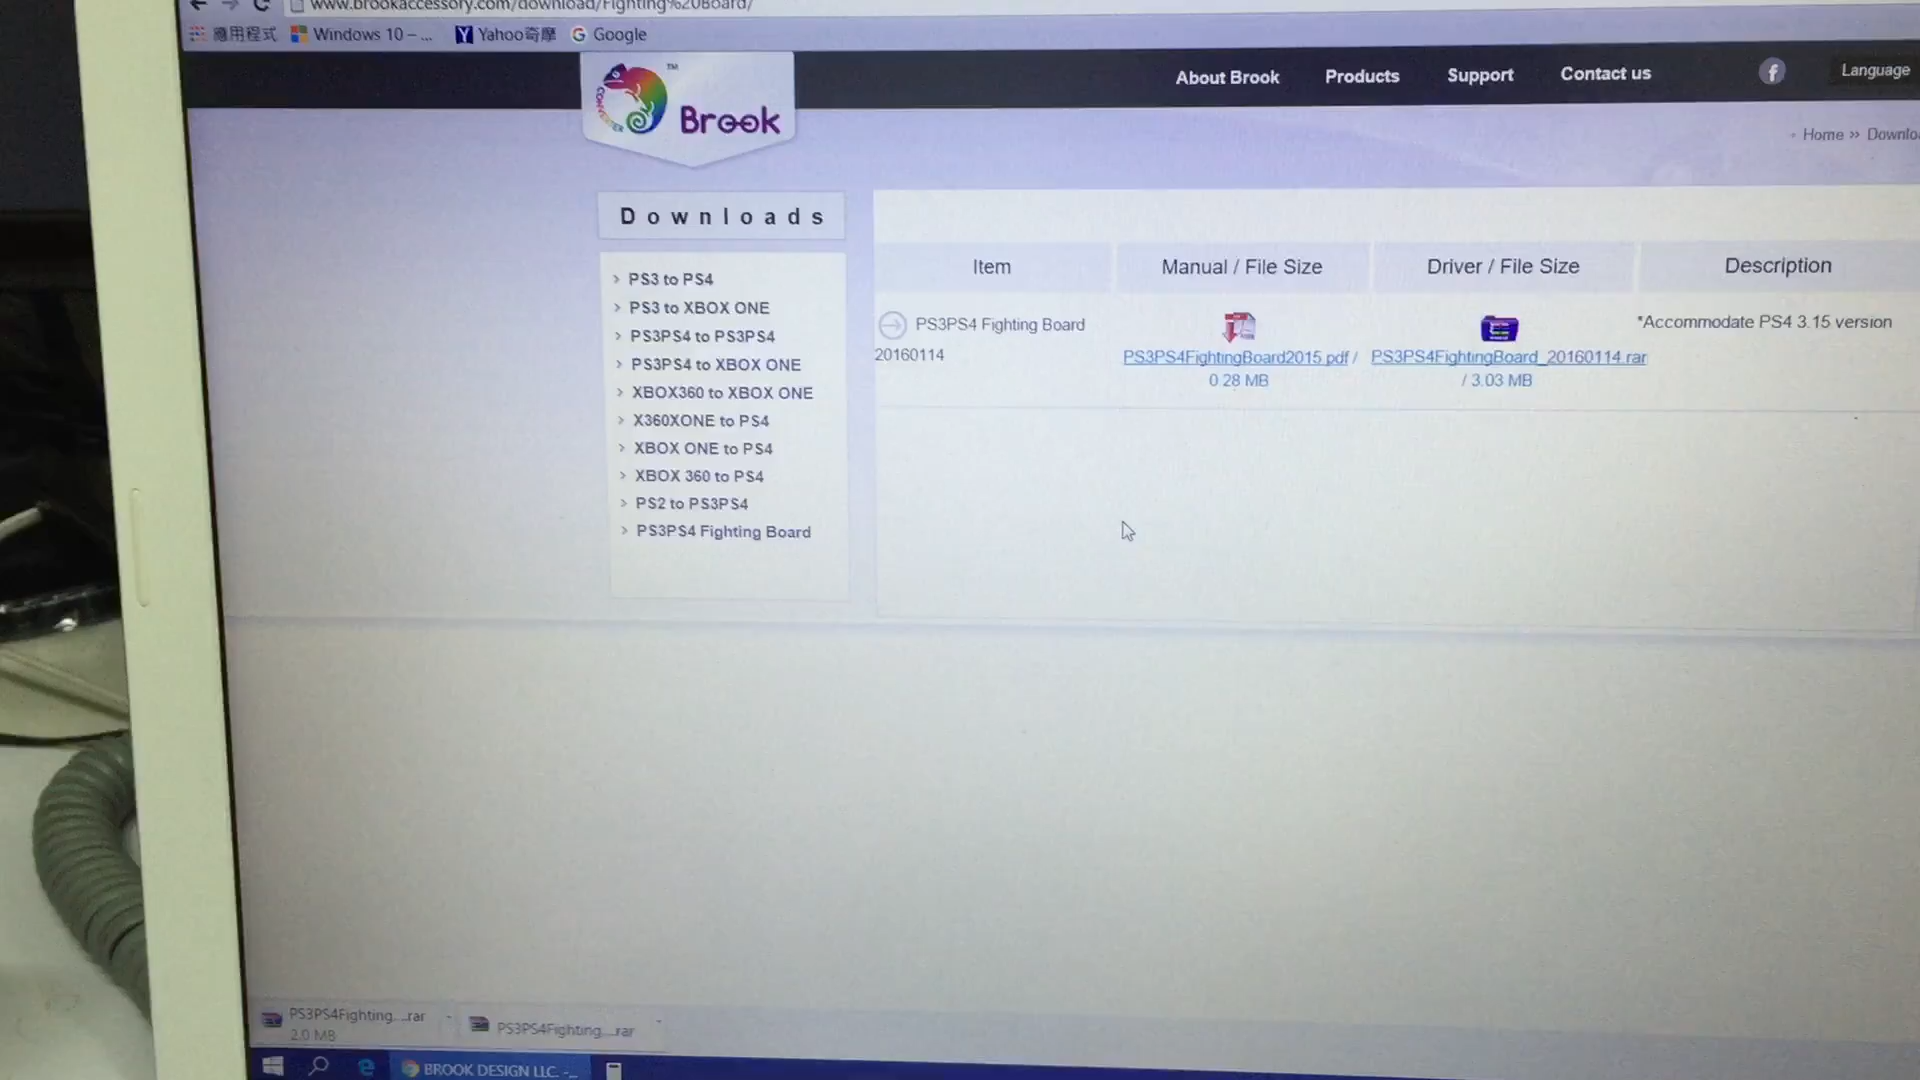 www.brookaccessory.com/download/Fighting%20Board/
應用程式
Windows 10 – ...
Yahoo奇摩
Google
CONVERTER
TM
Brook
About Brook
Products
Support
Contact us
f
Language
Home >> Downlo
Downloads
PS3 to PS4
PS3 to XBOX ONE
PS3PS4 to PS3PS4
PS3PS4 to XBOX ONE
XBOX360 to XBOX ONE
X360XONE to PS4
XBOX ONE to PS4
XBOX 360 to PS4
PS2 to PS3PS4
PS3PS4 Fighting Board
Item
Manual / File Size
Driver / File Size
Description
PS3PS4 Fighting Board
20160114
PS3PS4FightingBoard2015.pdf /
0.28 MB
PS3PS4FightingBoard_20160114.rar
/ 3.03 MB
*Accommodate PS4 3.15 version
PS3PS4Fighting....rar
2.0 MB
PS3PS4Fighting....rar
BROOK DESIGN LLC. -...